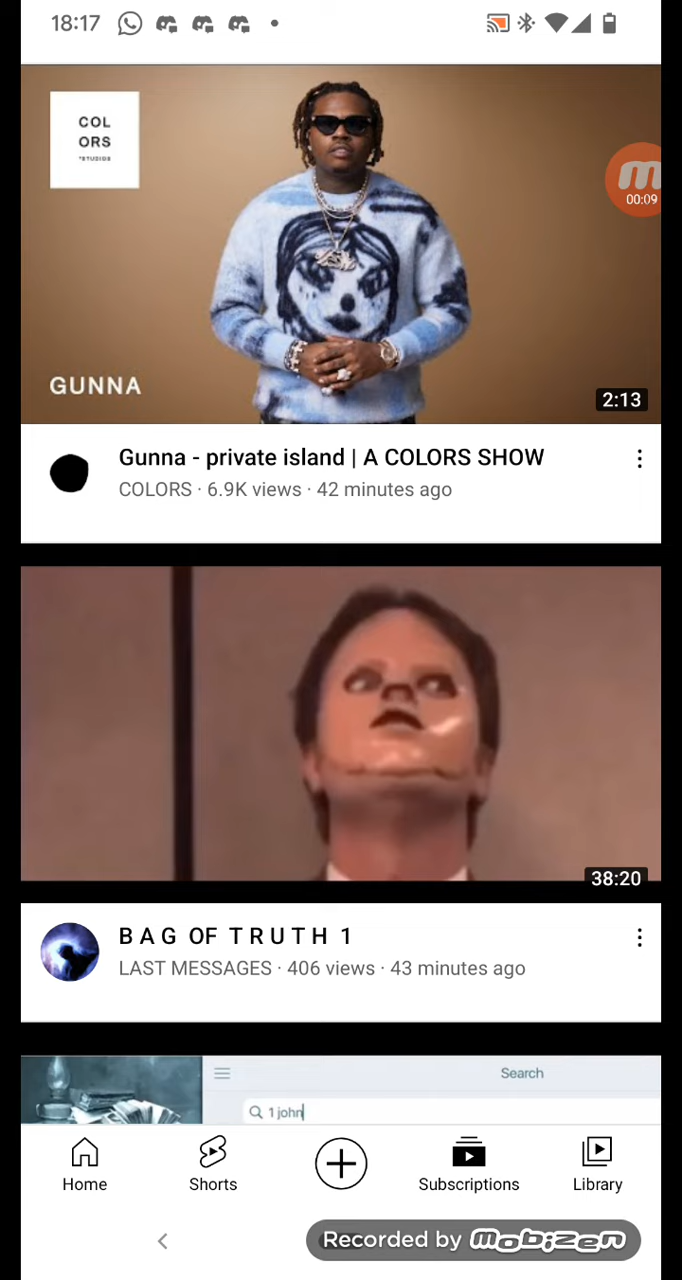 18:17
COL
ORS
*STUDIOS
00:09
GUNNA
2:13
Gunna - private island | A COLORS SHOW
COLORS · 6.9K views · 42 minutes ago
38:20
B A G  OF  T R U T H  1
LAST MESSAGES · 406 views · 43 minutes ago
Search
1 john
Home
Shorts
Subscriptions
Library
Recorded by mobizen